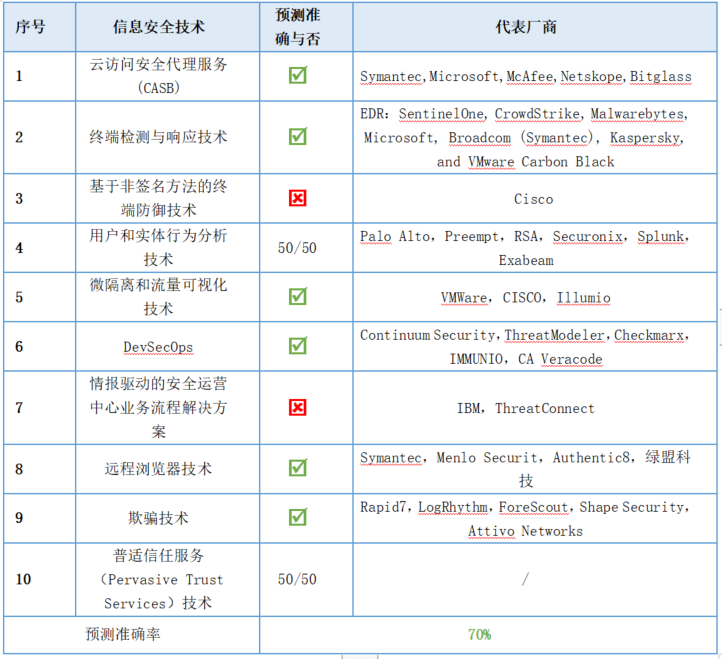 序号
信息安全技术
预测准
确与否
代表厂商
1
云访问安全代理服务
(CASB)
Symantec,Microsoft,McAfee,Netskope,Bitglass
2
终端检测与响应技术
EDR: SentinelOne, CrowdStrike, Malwarebytes,
Microsoft, Broadcom (Symantec), Kaspersky,
and VMware Carbon Black
3
基于非签名方法的终
端防御技术
Cisco
4
用户和实体行为分析
技术
50/50
Palo Alto，Preempt，RSA，Securonix，Splunk，
Exabeam
5
微隔离和流量可视化
技术
VMWare，CISCO，Illumio
6
DevSecOps
Continuum Security,ThreatModeler,Checkmarx，
IMMUNIO，CA Veracode
7
情报驱动的安全运营
中心业务流程解决方
案
IBM，ThreatConnect
8
远程浏览器技术
Symantec，Menlo Securit，Authentic8，绿盟科
技
9
欺骗技术
Rapid7，LogRhythm，ForeScout，Shape Security，
Attivo Networks
10
普适信任服务
（Pervasive Trust
Services）技术
50/50
/
预测准确率
70%